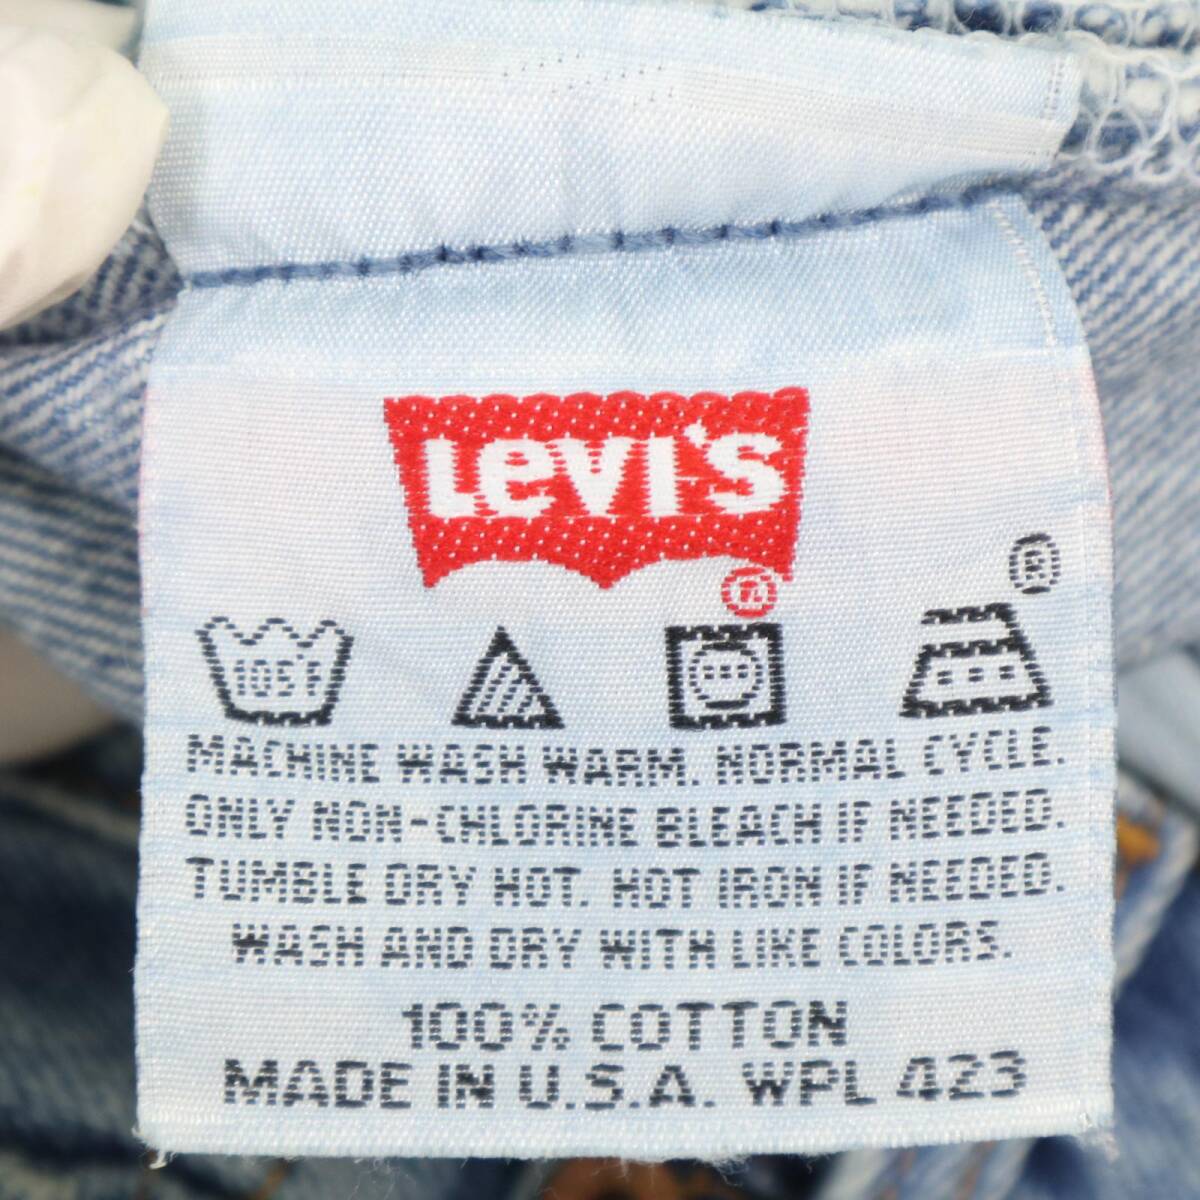 LEVI'S
®
®
105°F
MACHINE WASH WARM. NORMAL CYCLE.
ONLY NON-CHLORINE BLEACH IF NEEDED.
TUMBLE DRY HOT. HOT IRON IF NEEDED.
WASH AND DRY WITH LIKE COLORS.
100% COTTON
MADE IN U.S.A. WPL 423